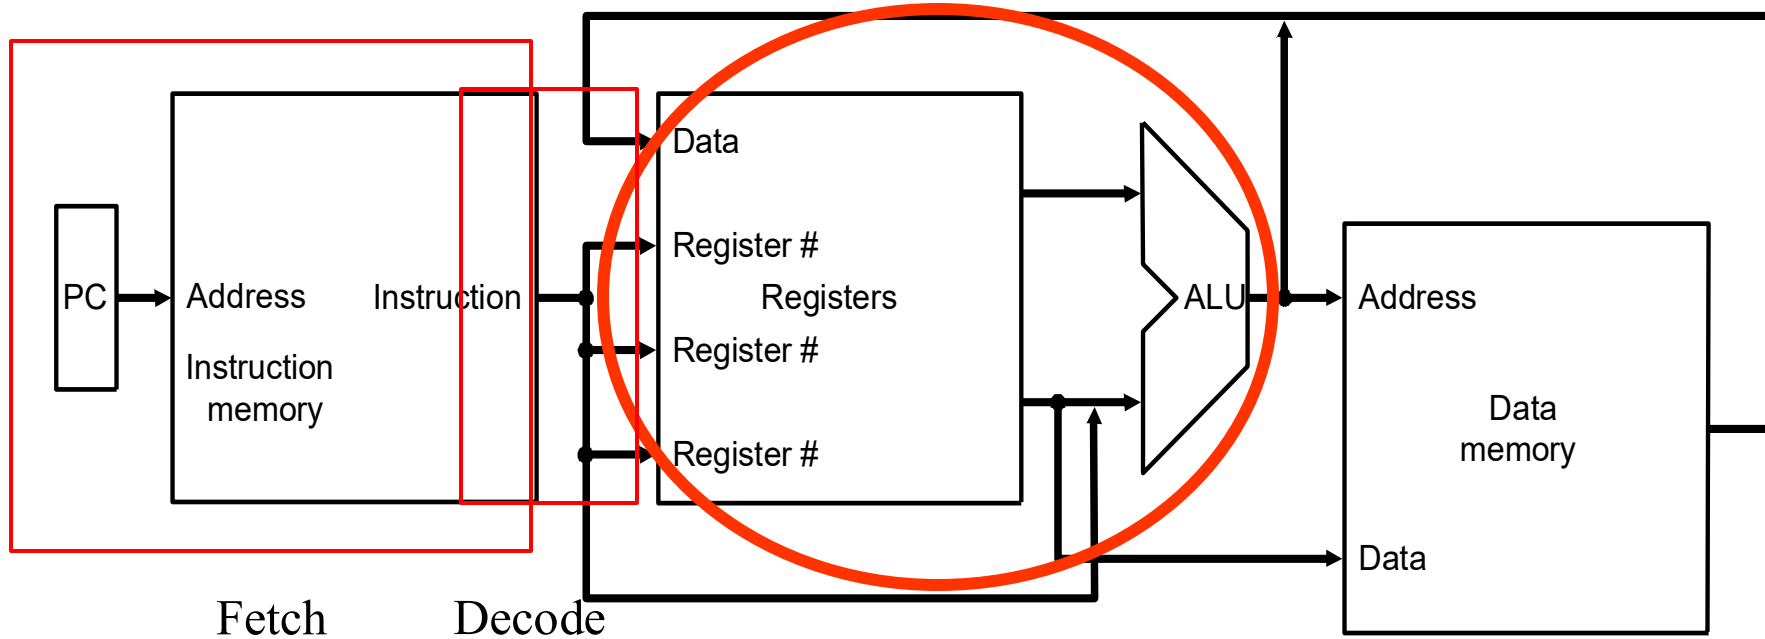 PC
Address
Instruction
Instruction
memory
Data
Register #
Registers
Register #
Register #
ALU
Address
Data
memory
Data
Fetch
Decode